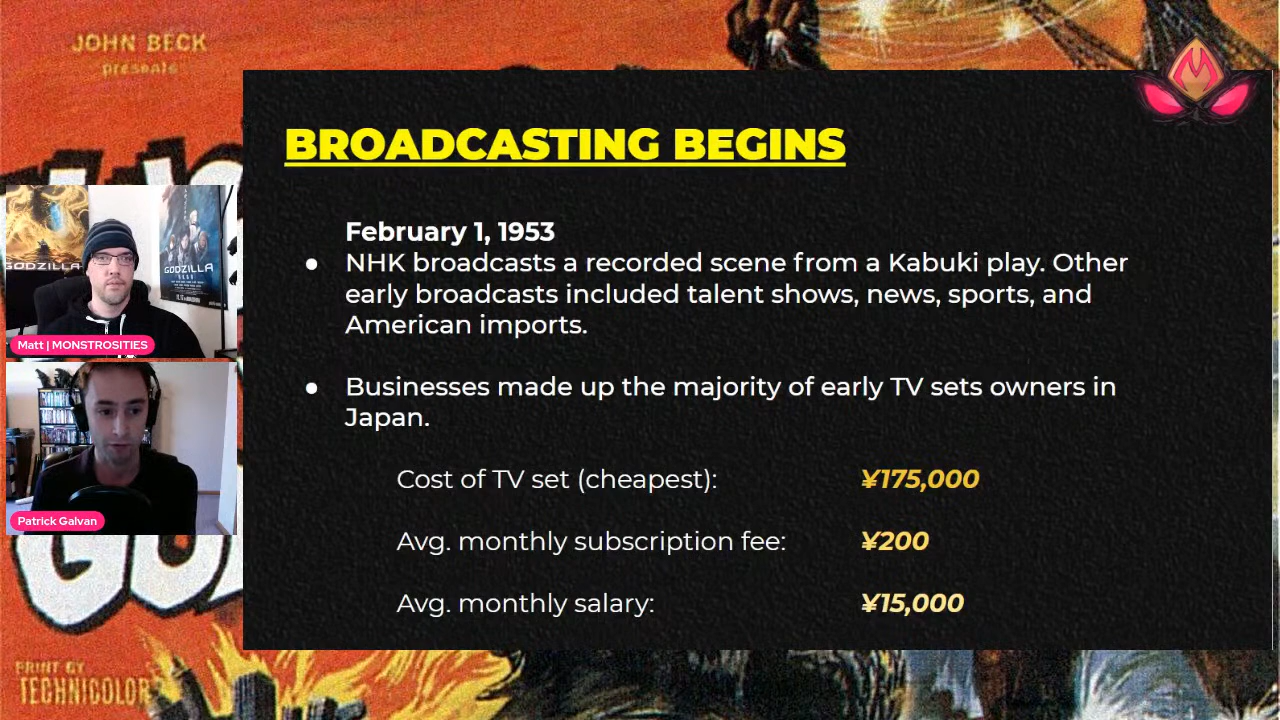 JOHN BECK
presents
BROADCASTING BEGINS
February 1, 1953
● NHK broadcasts a recorded scene from a Kabuki play. Other
early broadcasts included talent shows, news, sports, and
American imports.
● Businesses made up the majority of early TV sets owners in
Japan.
Cost of TV set (cheapest): ¥175,000
Avg. monthly subscription fee: ¥200
Avg. monthly salary: ¥15,000
GODZILLA
GODZILLA
Matt | MONSTROSITIES
Patrick Galvan
PRINT BY
TECHNICOLOR